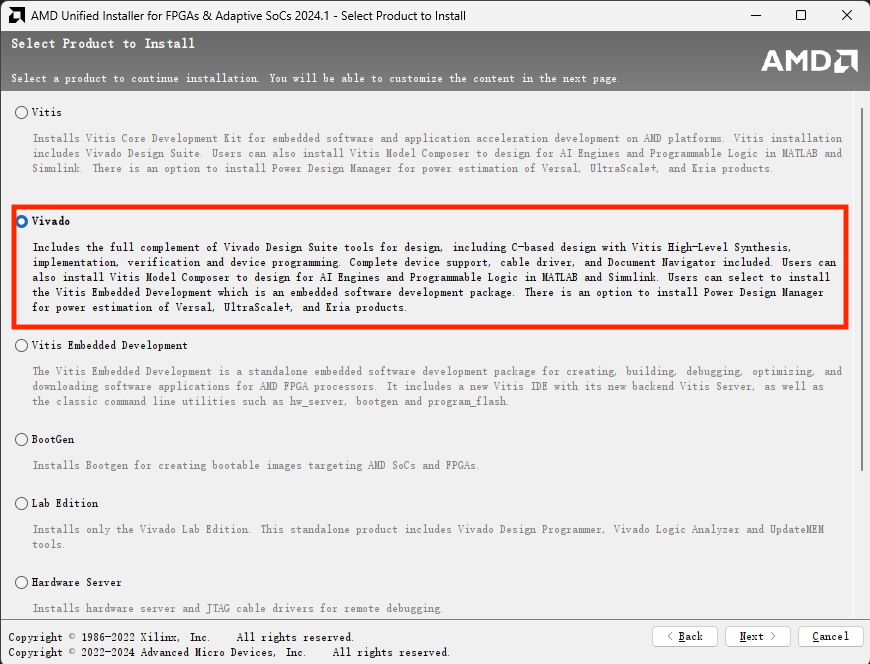 AMD Unified Installer for FPGAs & Adaptive SoCs 2024.1 - Select Product to Install
Select Product to Install
AMD
Select a product to continue installation. You will be able to customize the content in the next page.
Vitis
Installs Vitis Core Development Kit for embedded software and application acceleration development on AMD platforms. Vitis installation
includes Vivado Design Suite. Users can also install Vitis Model Composer to design for AI Engines and Programmable Logic in MATLAB and
Simulink. There is an option to install Power Design Manager for power estimation of Versal, UltraScale+, and Kria products.
Vivado
Includes the full complement of Vivado Design Suite tools for design, including C-based design with Vitis High-Level Synthesis,
implementation, verification and device programming. Complete device support, cable driver, and Document Navigator included. Users can
also install Vitis Model Composer to design for AI Engines and Programmable Logic in MATLAB and Simulink. Users can select to install
the Vitis Embedded Development which is an embedded software development package. There is an option to install Power Design Manager
for power estimation of Versal, UltraScale+, and Kria products.
Vitis Embedded Development
The Vitis Embedded Development is a standalone embedded software development package for creating, building, debugging, optimizing, and
downloading software applications for AMD FPGA processors. It includes a new Vitis IDE with its new backend Vitis Server, as well as
the classic command line utilities such as hw_server, bootgen and program_flash.
BootGen
Installs Bootgen for creating bootable images targeting AMD SoCs and FPGAs.
Lab Edition
Installs only the Vivado Lab Edition. This standalone product includes Vivado Design Programmer, Vivado Logic Analyzer and UpdateMEM
tools.
Hardware Server
Installs hardware server and JTAG cable drivers for remote debugging.
Copyright © 1986-2022 Xilinx, Inc. All rights reserved.
Copyright © 2022-2024 Advanced Micro Devices, Inc. All rights reserved.
< Back
Next >
Cancel